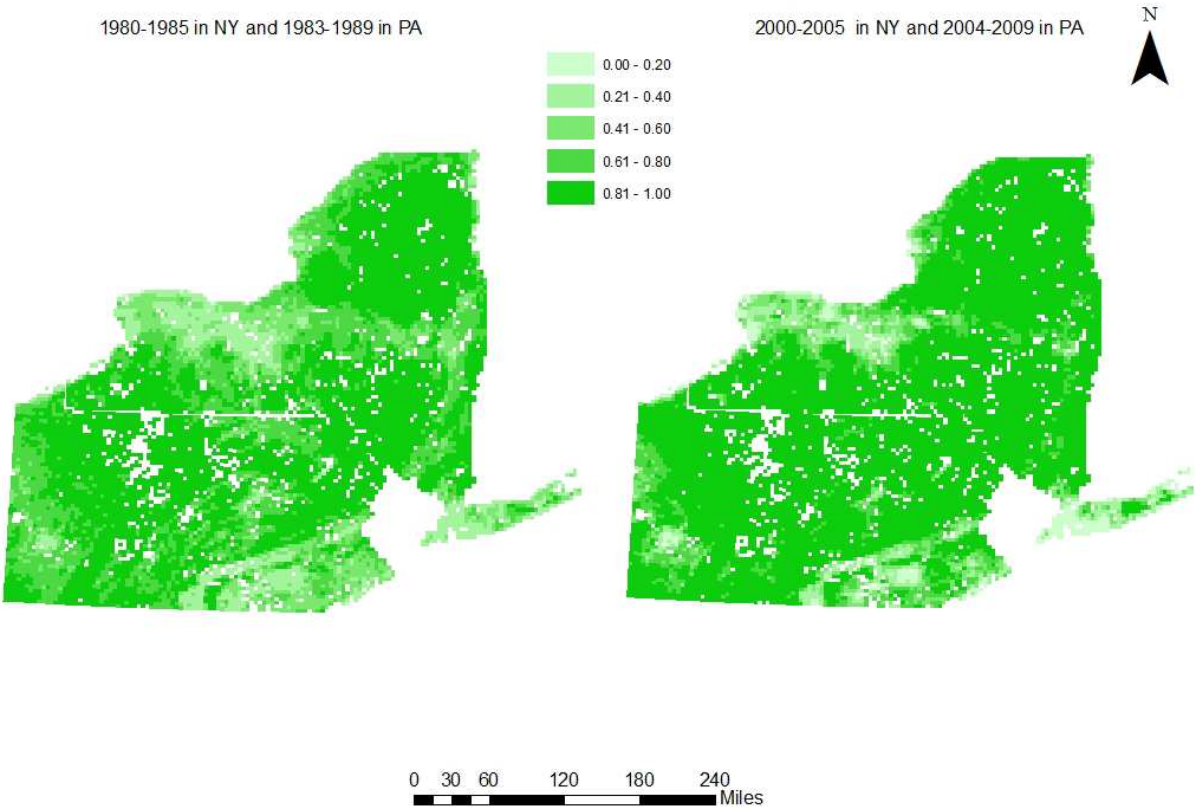 1980-1985 in NY and 1983-1989 in PA
2000-2005 in NY and 2004-2009 in PA
N
0.00 - 0.20
0.21 - 0.40
0.41 - 0.60
0.61 - 0.80
0.81 - 1.00
0 30 60 120 180 240
Miles